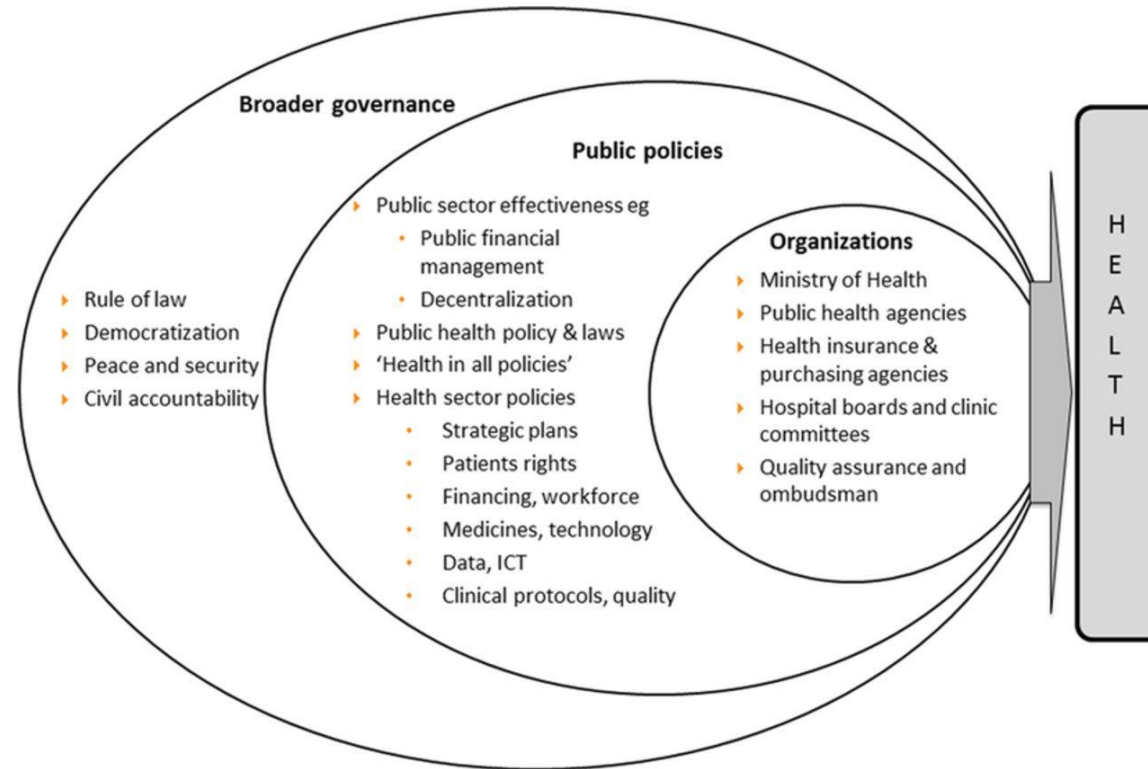 Broader governance
Rule of law
Democratization
Peace and security
Civil accountability
Public policies
Public sector effectiveness eg
Public financial
management
Decentralization
Public health policy & laws
‘Health in all policies’
Health sector policies
Strategic plans
Patients rights
Financing, workforce
Medicines, technology
Data, ICT
Clinical protocols, quality
Organizations
Ministry of Health
Public health agencies
Health insurance &
purchasing agencies
Hospital boards and clinic
committees
Quality assurance and
ombudsman
H
E
A
L
T
H